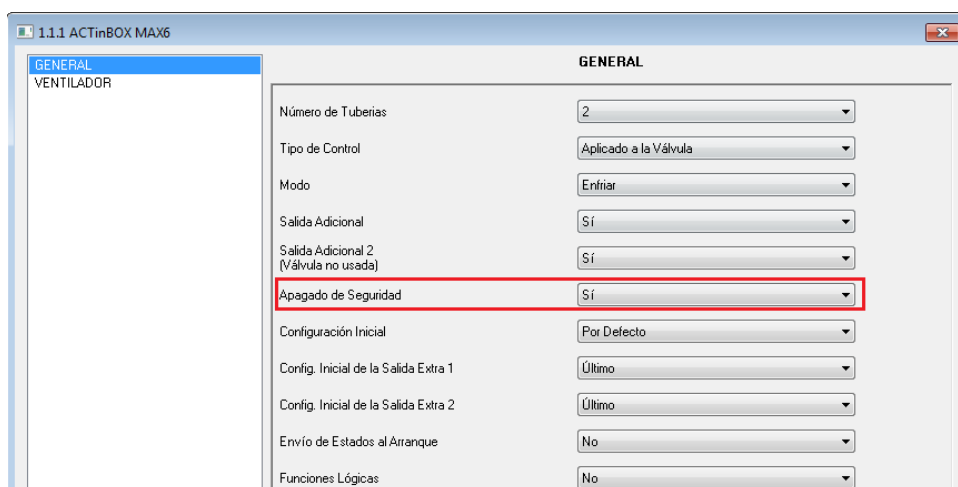 1.1.1 ACTinBOX MAX6
GENERAL
VENTILADOR
GENERAL
Número de Tuberias 2
Tipo de Control Aplicado a la Válvula
Modo Enfriar
Salida Adicional Sí
Salida Adicional 2
(Válvula no usada) Sí
Apagado de Seguridad Sí
Configuración Inicial Por Defecto
Config. Inicial de la Salida Extra 1 Último
Config. Inicial de la Salida Extra 2 Último
Envío de Estados al Arranque No
Funciones Lógicas No